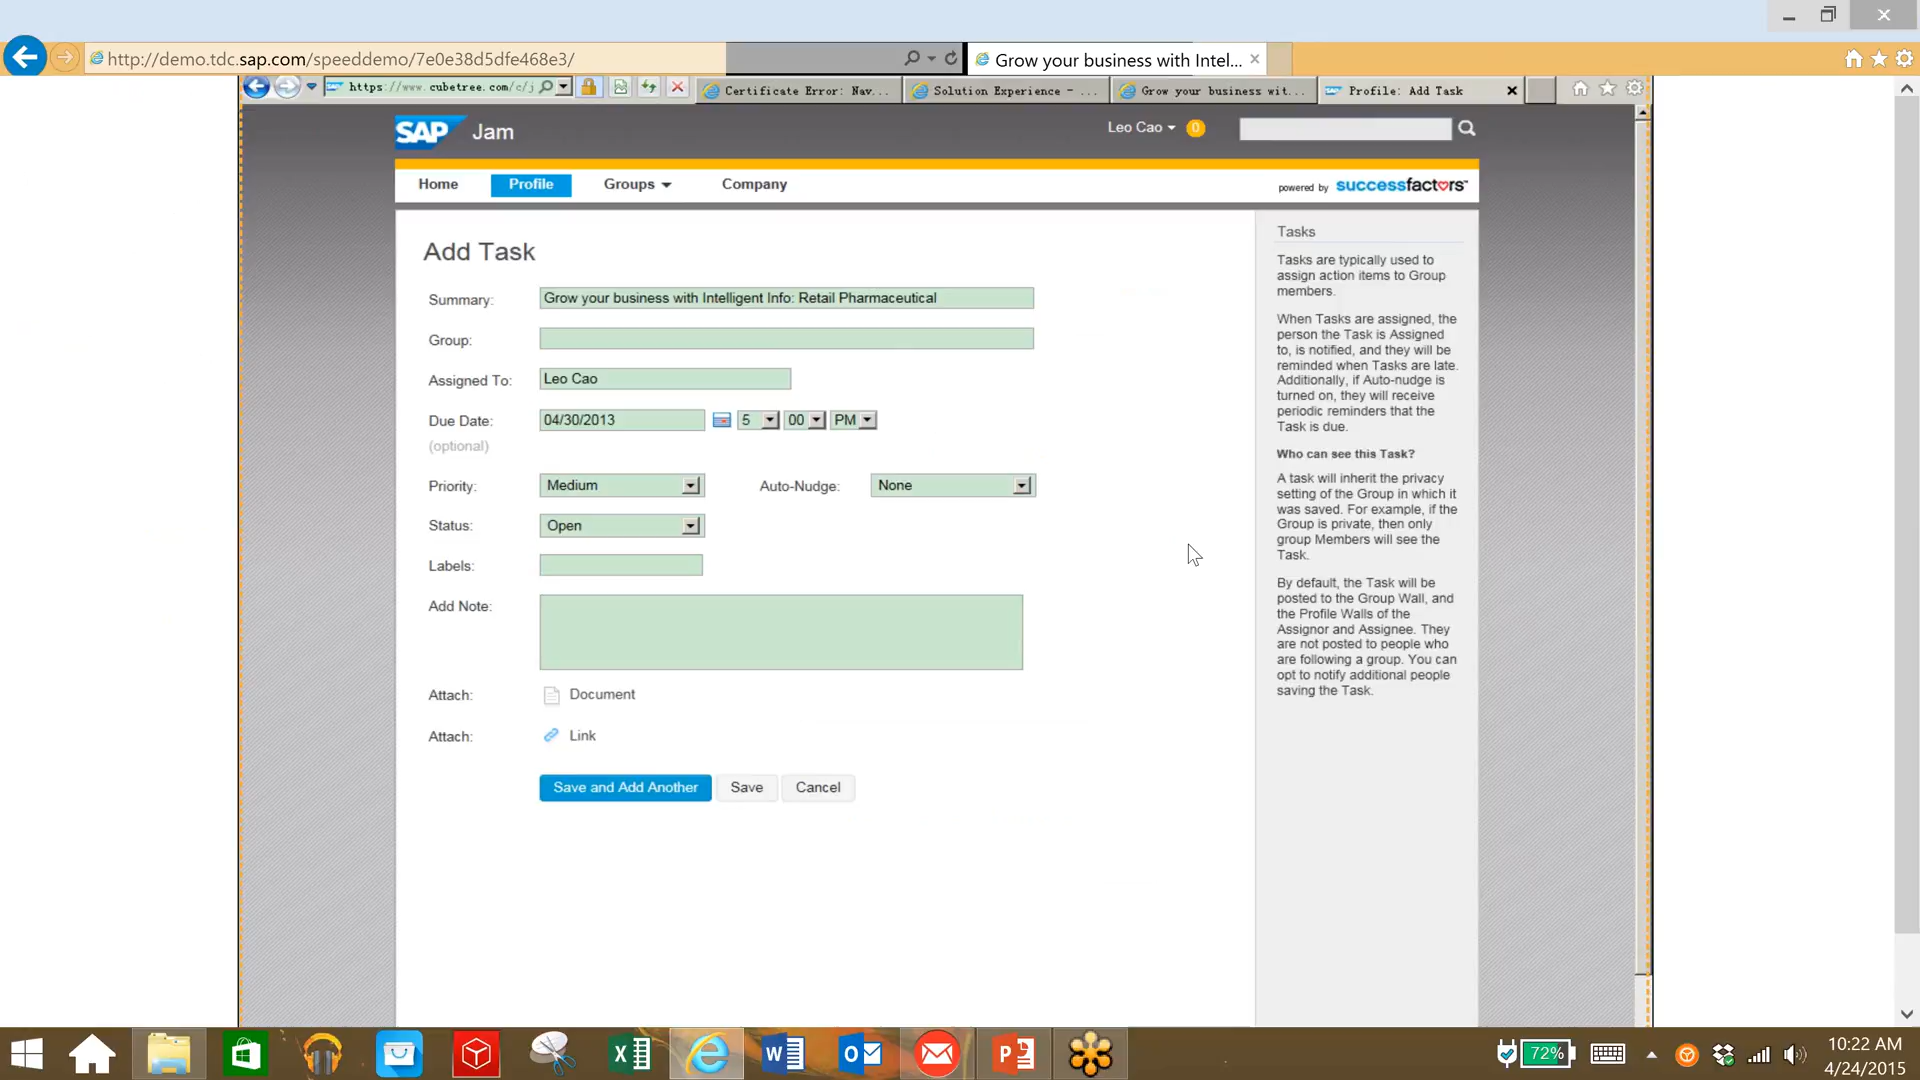 http://demo.tdc.sap.com/speeddemo/7e0e38d5dfe468e3/
Grow your business with Intel...
https://www.cubetree.com/c/j
Certificate Error: Nav...
Solution Experience - ...
Grow your business wit...
Profile: Add Task
SAP Jam
Leo Cao
0
Home
Profile
Groups
Company
powered by successfactors™
Add Task
Summary:
Grow your business with Intelligent Info: Retail Pharmaceutical
Group:
Assigned To:
Leo Cao
Due Date:
04/30/2013
5
00
PM
(optional)
Priority:
Medium
Auto-Nudge:
None
Status:
Open
Labels:
Add Note:
Attach:
Document
Attach:
Link
Save and Add Another
Save
Cancel
Tasks
Tasks are typically used to
assign action items to Group
members.
When Tasks are assigned, the
person the Task is Assigned
to, is notified, and they will be
reminded when Tasks are late.
Additionally, if Auto-nudge is
turned on, they will receive
periodic reminders that the
Task is due.
Who can see this Task?
A task will inherit the privacy
setting of the Group in which it
was saved. For example, if the
Group is private, then only
group Members will see the
Task.
By default, the Task will be
posted to the Group Wall, and
the Profile Walls of the
Assignor and Assignee. They
are not posted to people who
are following a group. You can
opt to notify additional people
saving the Task.
72%
10:22 AM
4/24/2015